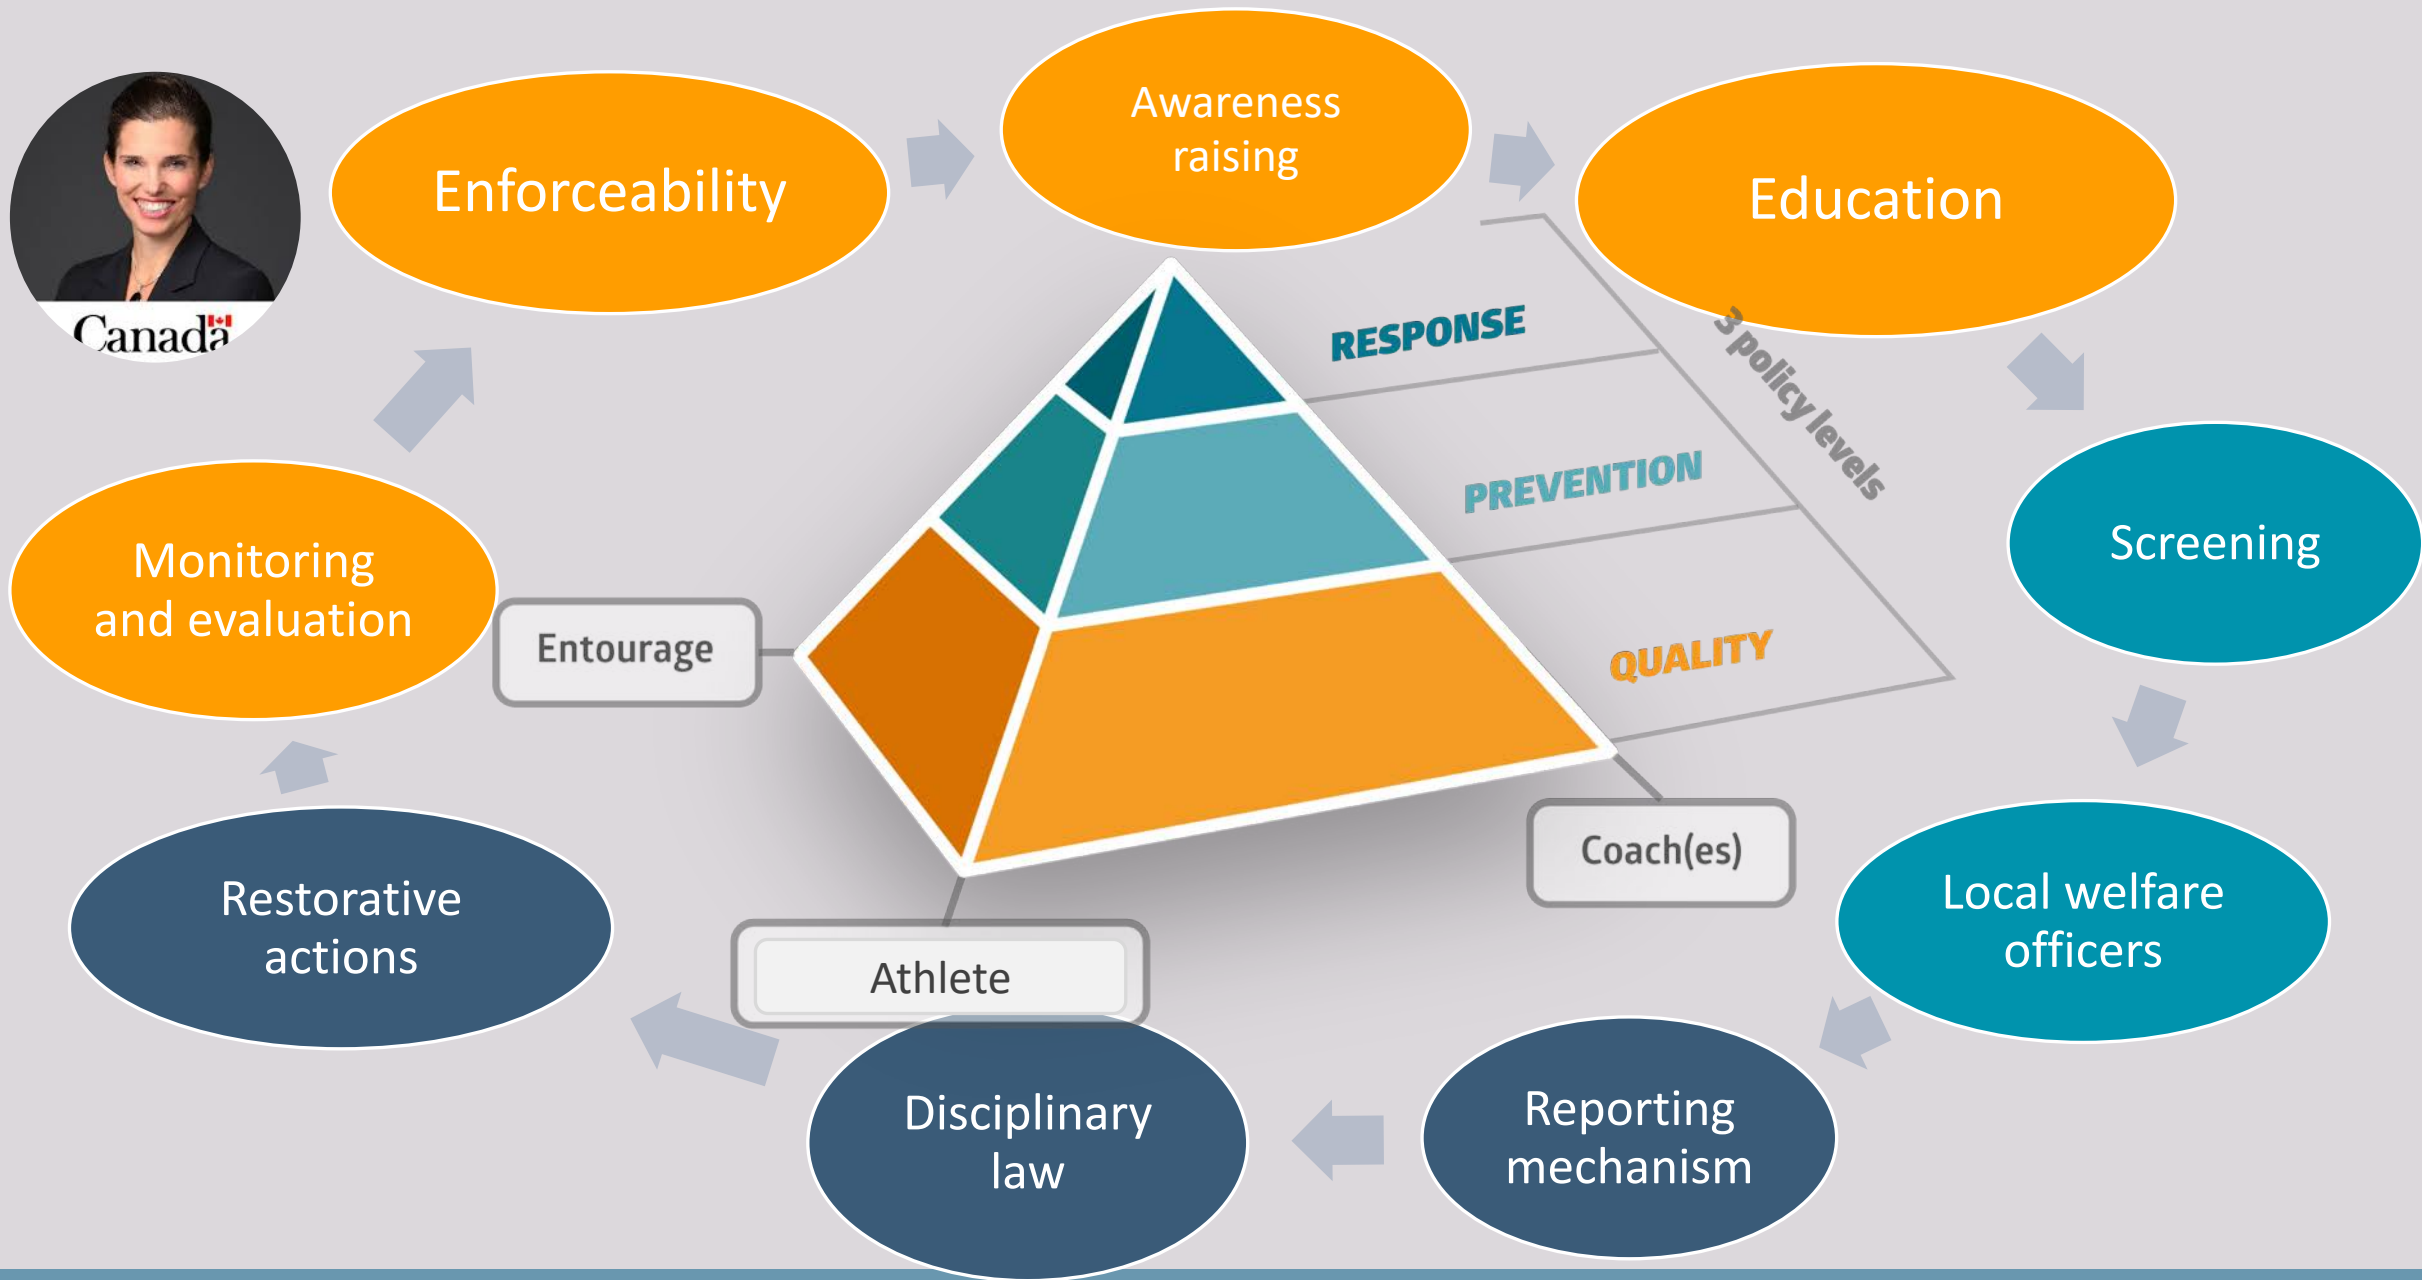 Enforceability
Awareness
raising
Education
Canada
RESPONSE
3 policy levels
PREVENTION
Screening
Monitoring
and evaluation
Entourage
QUALITY
Coach(es)
Restorative
actions
Local welfare
officers
Athlete
Disciplinary
law
Reporting
mechanism